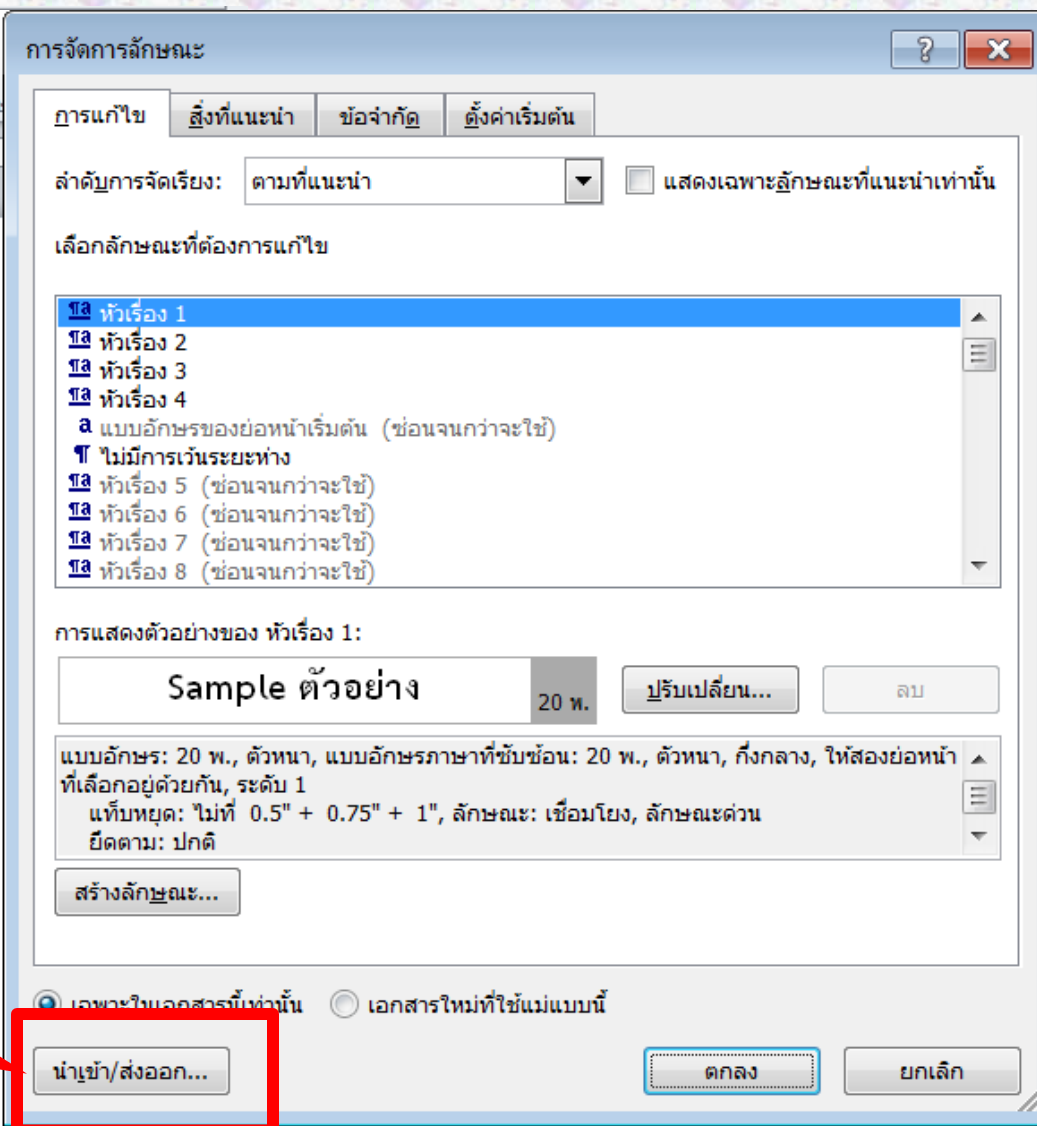 การจัดการลักษณะ
การแก้ไข สิ่งที่แนะนำ ข้อจำกัด ตั้งค่าเริ่มต้น
ลำดับการจัดเรียง: ตามที่แนะนำ แสดงเฉพาะลักษณะที่แนะนำเท่านั้น
เลือกลักษณะที่ต้องการแก้ไข
¶a หัวเรื่อง 1
¶a หัวเรื่อง 2
¶a หัวเรื่อง 3
¶a หัวเรื่อง 4
a แบบอักษรของย่อหน้าเริ่มต้น (ซ่อนจนกว่าจะใช้)
¶ ไม่มีการเว้นระยะห่าง
¶a หัวเรื่อง 5 (ซ่อนจนกว่าจะใช้)
¶a หัวเรื่อง 6 (ซ่อนจนกว่าจะใช้)
¶a หัวเรื่อง 7 (ซ่อนจนกว่าจะใช้)
¶a หัวเรื่อง 8 (ซ่อนจนกว่าจะใช้)
การแสดงตัวอย่างของ หัวเรื่อง 1:
Sample ตัวอย่าง 20 พ. ปรับเปลี่ยน... ลบ
แบบอักษร: 20 พ., ตัวหนา, แบบอักษรภาษาที่ซับซ้อน: 20 พ., ตัวหนา, กึ่งกลาง, ให้สองย่อหน้า
ที่เลือกอยู่ด้วยกัน, ระดับ 1
แท็บหยุด: ไม่ที่ 0.5" + 0.75" + 1", ลักษณะ: เชื่อมโยง, ลักษณะด่วน
ยึดตาม: ปกติ
สร้างลักษณะ...
เฉพาะในเอกสารนี้เท่านั้น เอกสารใหม่ที่ใช้แม่แบบนี้
นำเข้า/ส่งออก... ตกลง ยกเลิก